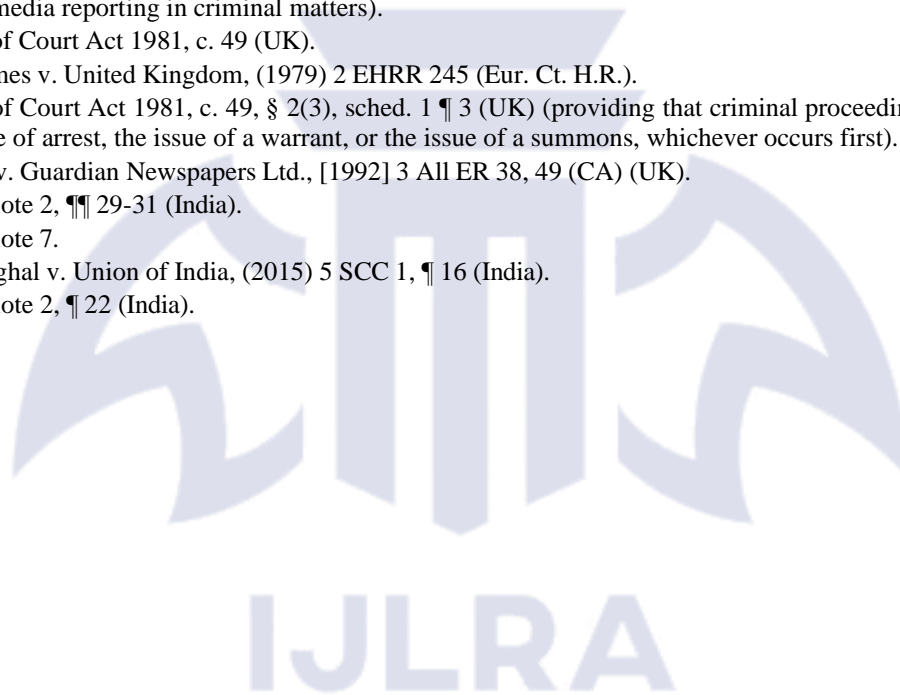 media reporting in criminal matters).
of Court Act 1981, c. 49 (UK).
nes v. United Kingdom, (1979) 2 EHRR 245 (Eur. Ct. H.R.).
of Court Act 1981, c. 49, § 2(3), sched. 1 ¶ 3 (UK) (providing that criminal proceedin
e of arrest, the issue of a warrant, or the issue of a summons, whichever occurs first).
v. Guardian Newspapers Ltd., [1992] 3 All ER 38, 49 (CA) (UK).
ote 2, ¶¶ 29-31 (India).
ote 7.
ghal v. Union of India, (2015) 5 SCC 1, ¶ 16 (India).
ote 2, ¶ 22 (India).
IJLRA